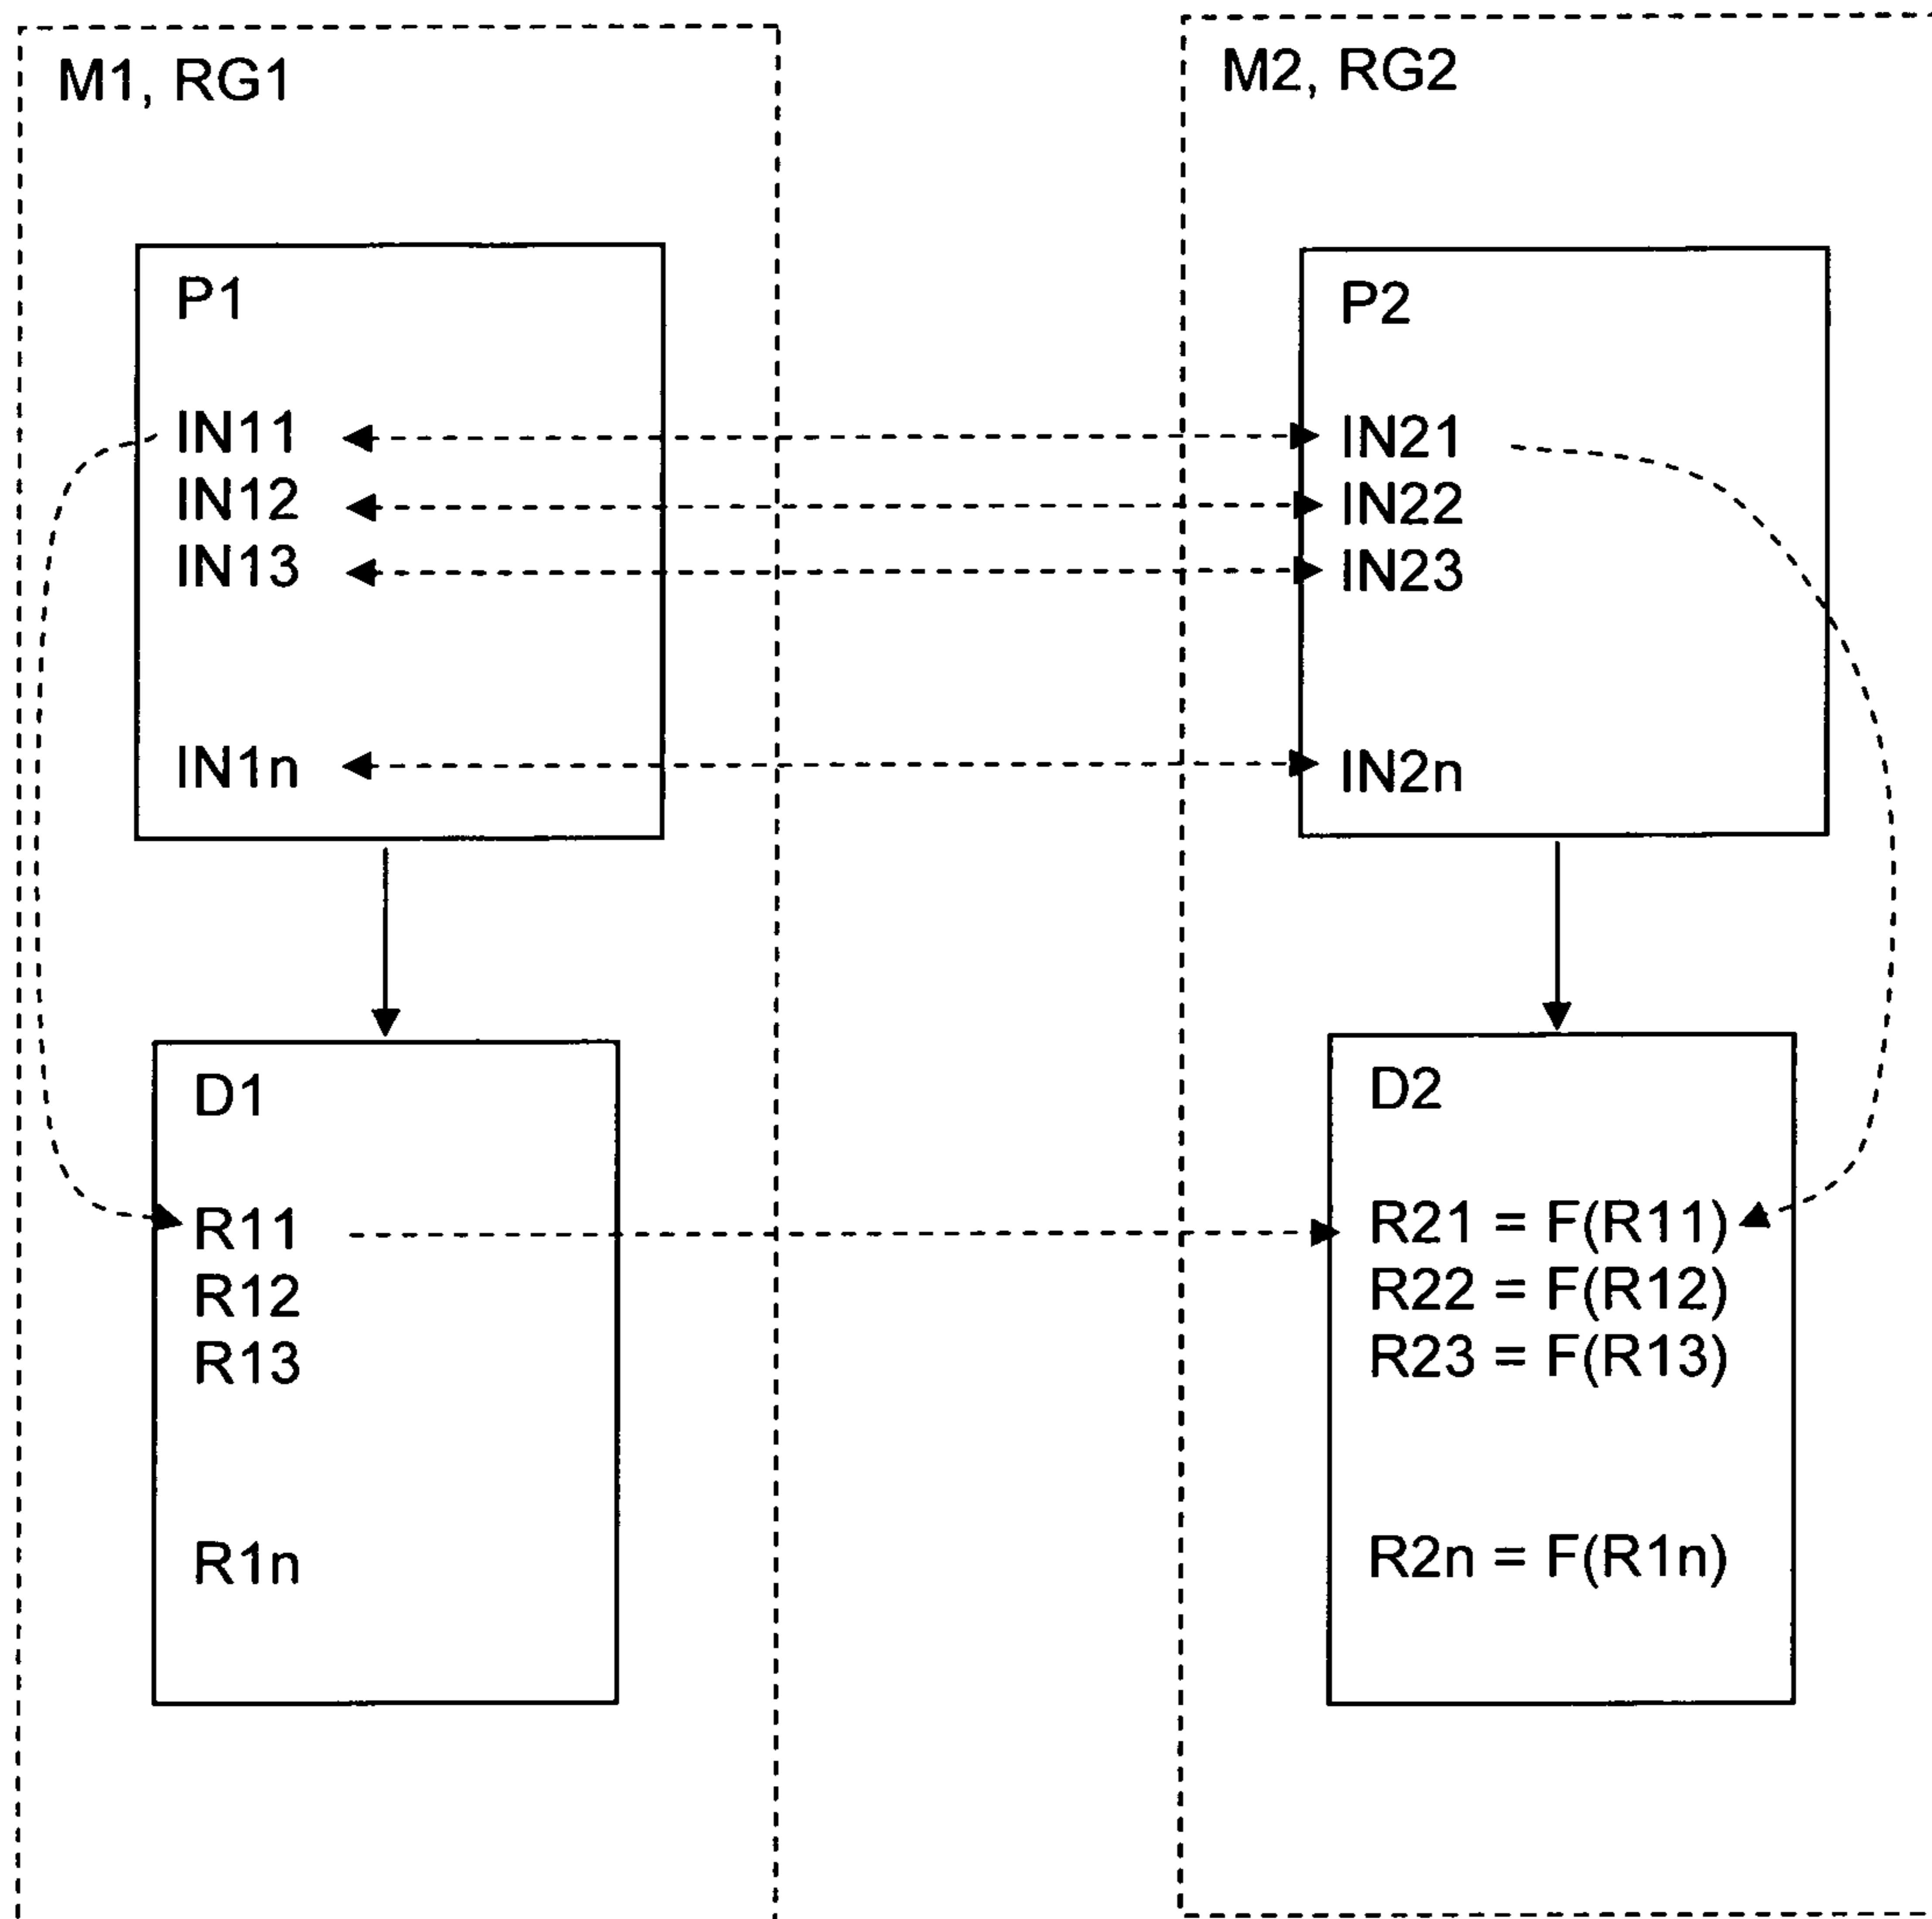 M1, RG1
P1
IN11
IN12
IN13
IN1n
D1
R11
R12
R13
R1n
M2, RG2
P2
IN21
IN22
IN23
IN2n
D2
R21 = F(R11)
R22 = F(R12)
R23 = F(R13)
R2n = F(R1n)